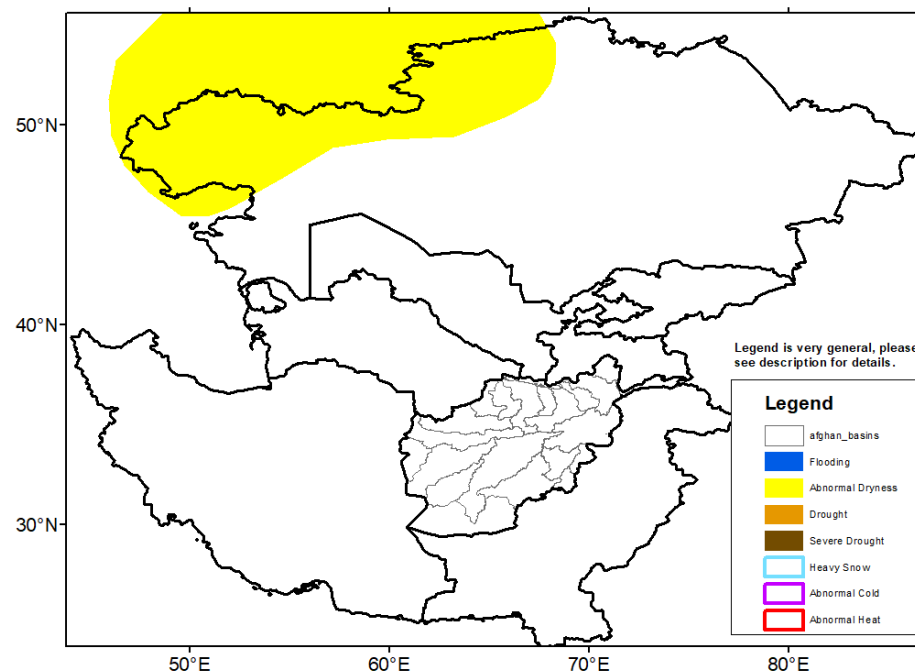 50°N
40°N
30°N
50°E
60°E
70°E
80°E
Legend is very general, please
see description for details.
Legend
afghan_basins
Flooding
Abnormal Dryness
Drought
Severe Drought
Heavy Snow
Abnormal Cold
Abnormal Heat